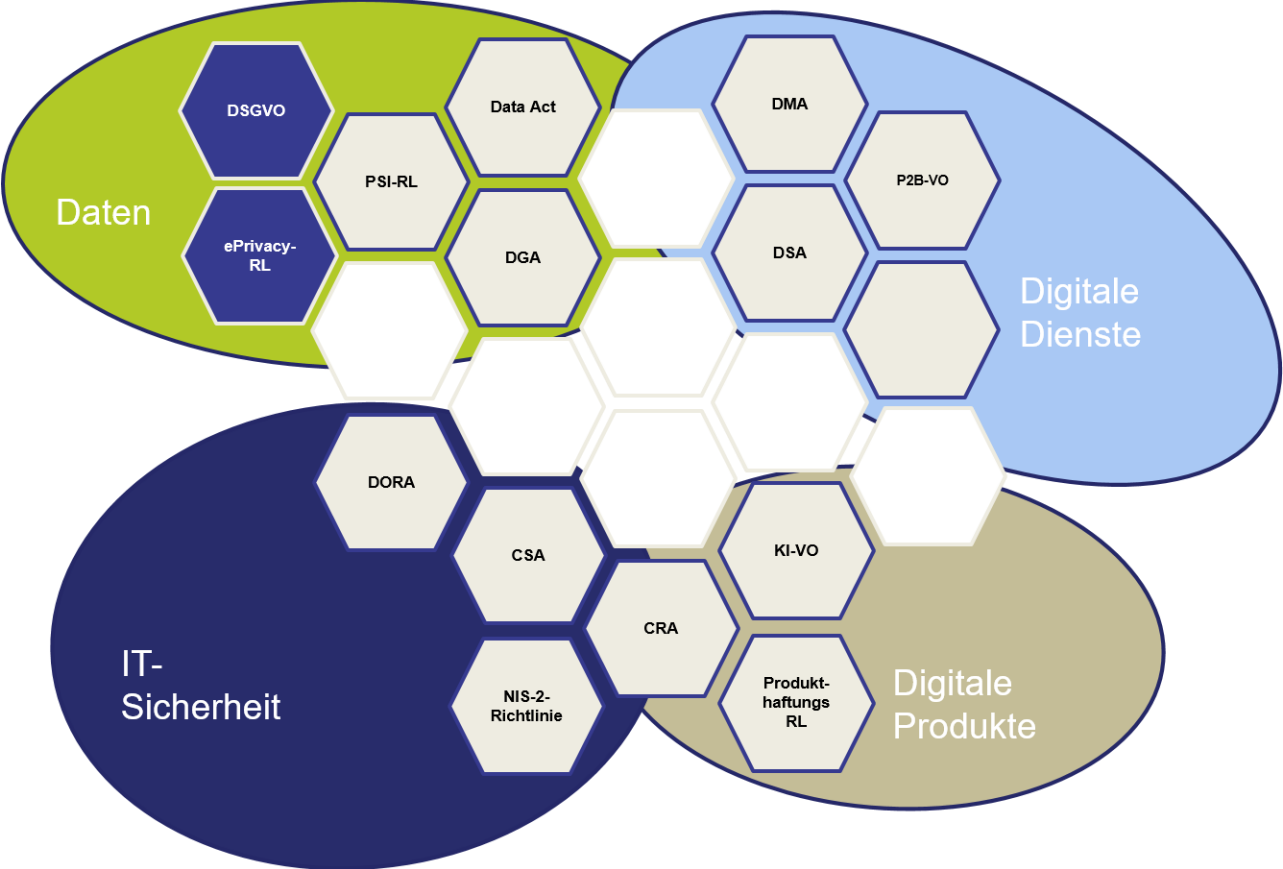 DSGVO
Data Act
DMA
PSI-RL
P2B-VO
Daten
ePrivacy-
RL
DGA
DSA
Digitale
Dienste
DORA
CSA
KI-VO
CRA
IT-
Sicherheit
NIS-2-
Richtlinie
Produkt-
haftungs
RL
Digitale
Produkte